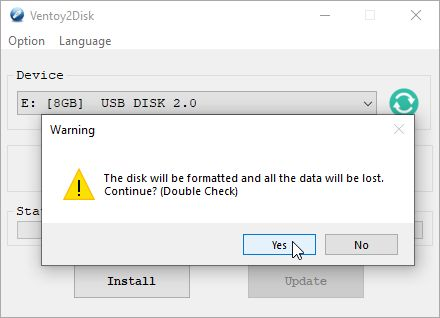 Ventoy2Disk
Option Language
Device
E: [8GB] USB DISK 2.0
Warning
The disk will be formatted and all the data will be lost.
Continue? (Double Check)
Yes No
Install Update